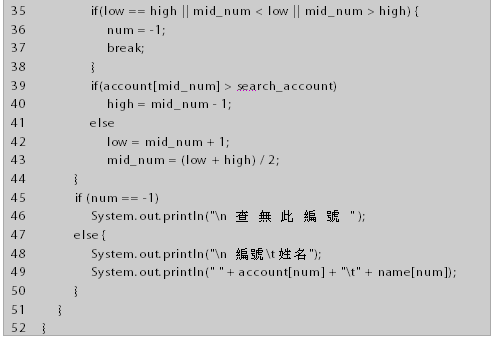 35 if(low == high || mid_num < low || mid_num > high) {
36 num = -1;
37 break;
38 }
39 if(account[mid_num] > search_account)
40 high = mid_num - 1;
41 else
42 low = mid_num + 1;
43 mid_num = (low + high) / 2;
44 }
45 if (num == -1)
46 System.out.println("\n 查 無 此 編 號 ");
47 else {
48 System.out.println("\n 編號\t 姓名");
49 System.out.println(" "+ account[num] + "\t" + name[num]);
50 }
51 }
52 }